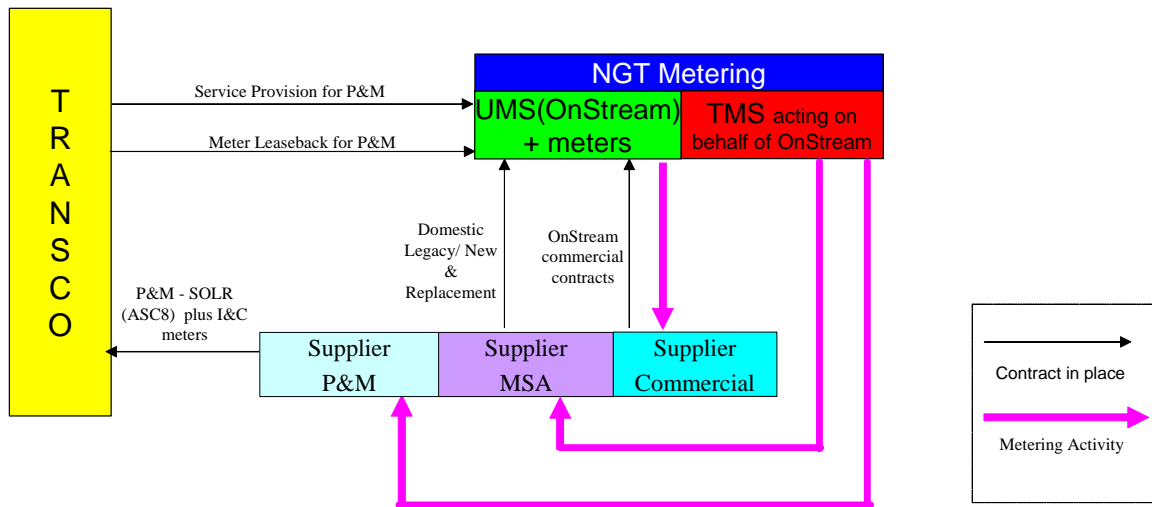 T
R
A
N
S
C
O
NGT Metering
UMS(OnStream)
+ meters
TMS acting on
behalf of OnStream
Service Provision for P&M
Meter Leaseback for P&M
Domestic
Legacy/ New
&
Replacement
OnStream
commercial
contracts
P&M - SOLR
(ASC8) plus I&C
meters
Supplier
P&M
Supplier
MSA
Supplier
Commercial
Contract in place
Metering Activity